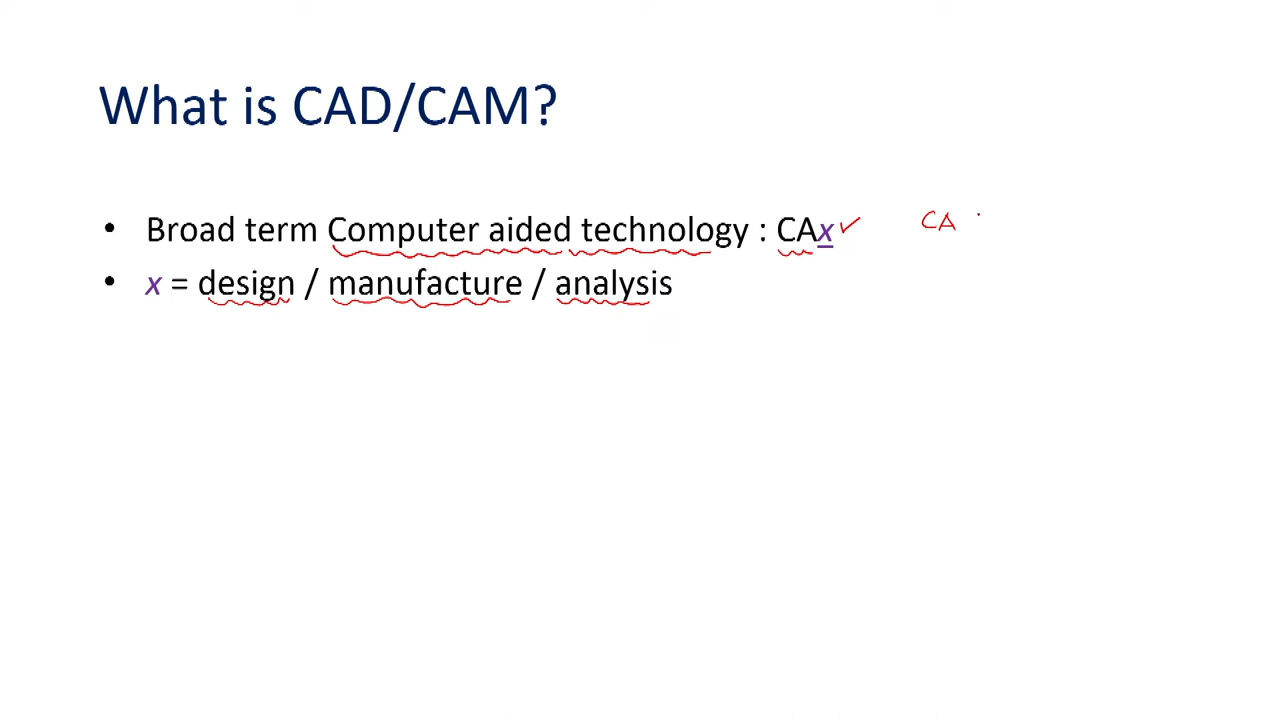 What is CAD/CAM?
• Broad term Computer aided technology : CAx ✓ CA
• x = design / manufacture / analysis